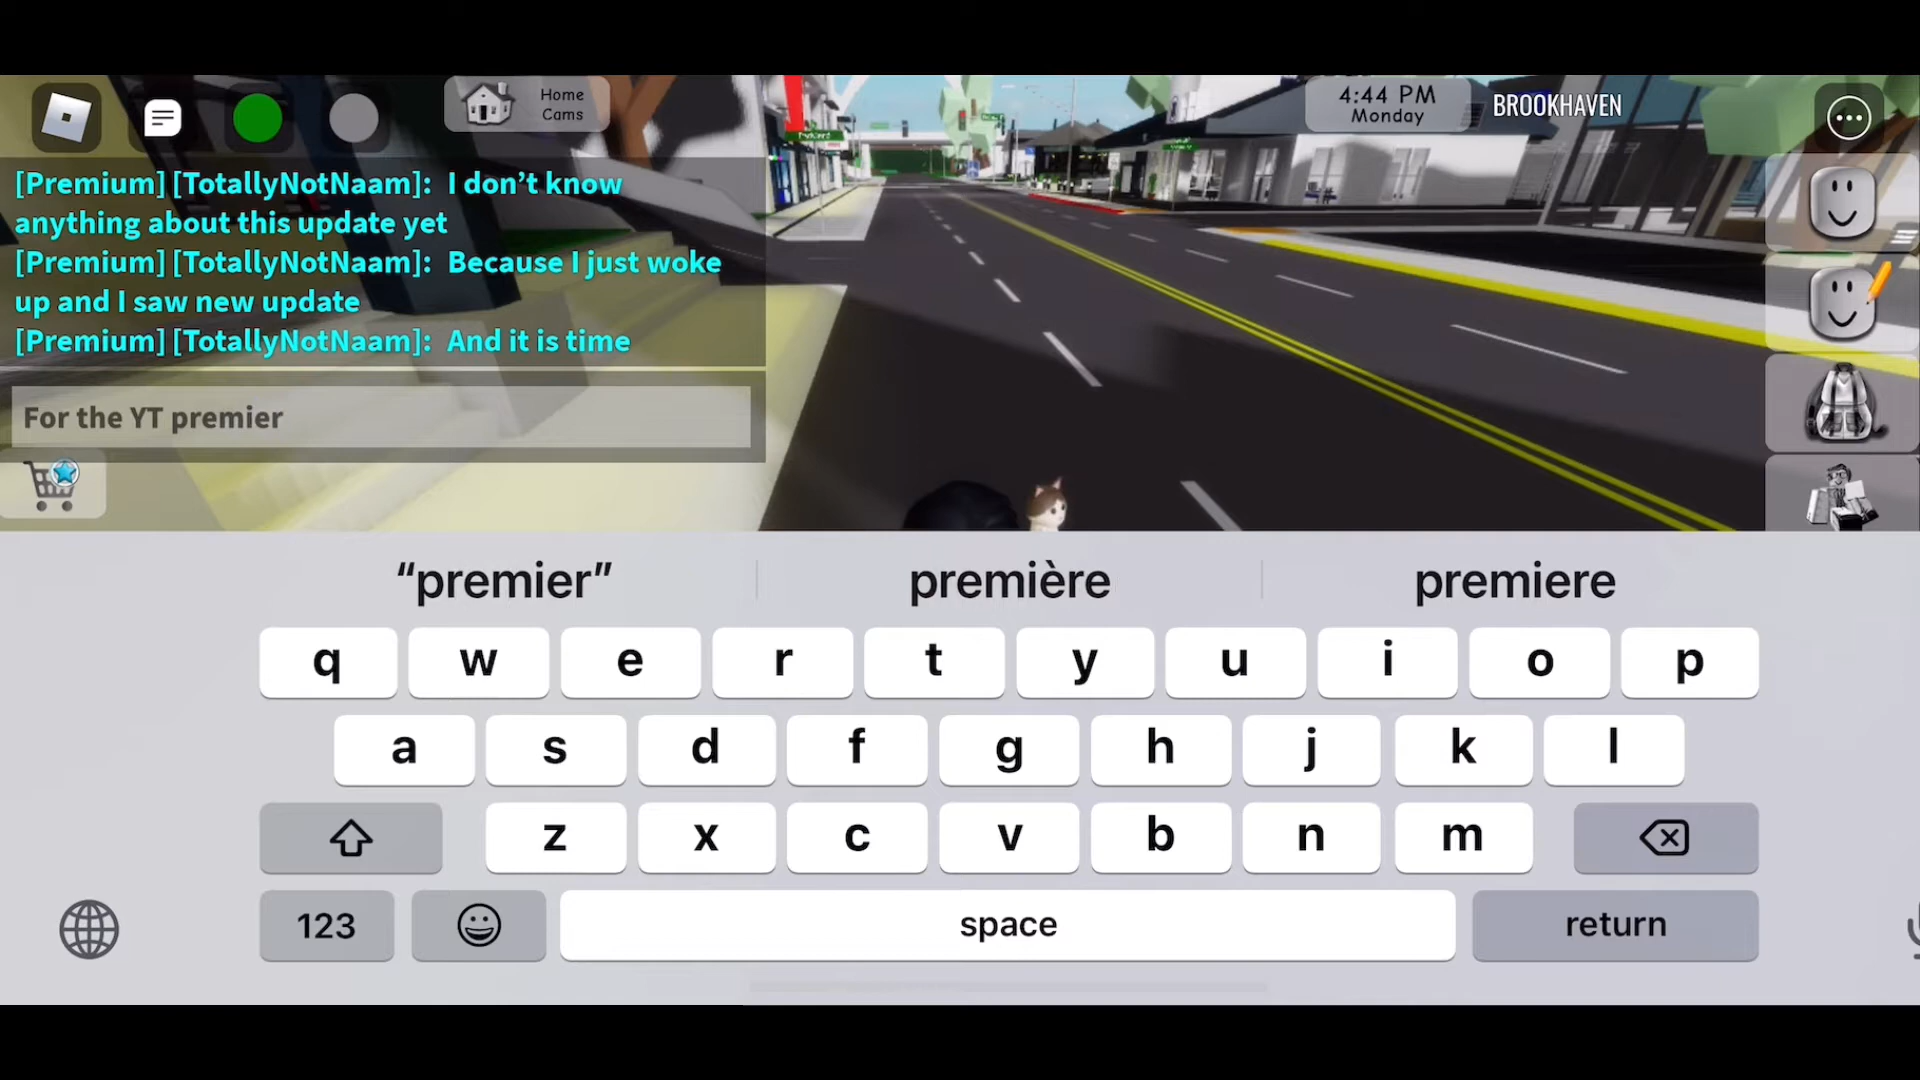 Home
Cams
4:44 PM
Monday
BROOKHAVEN
[Premium] [TotallyNotNaam]: I don’t know
anything about this update yet
[Premium] [TotallyNotNaam]: Because I just woke
up and I saw new update
[Premium] [TotallyNotNaam]: And it is time
For the YT premier
“premier” première premiere
q w e r t y u i o p
a s d f g h j k l
z x c v b n m
123 space return